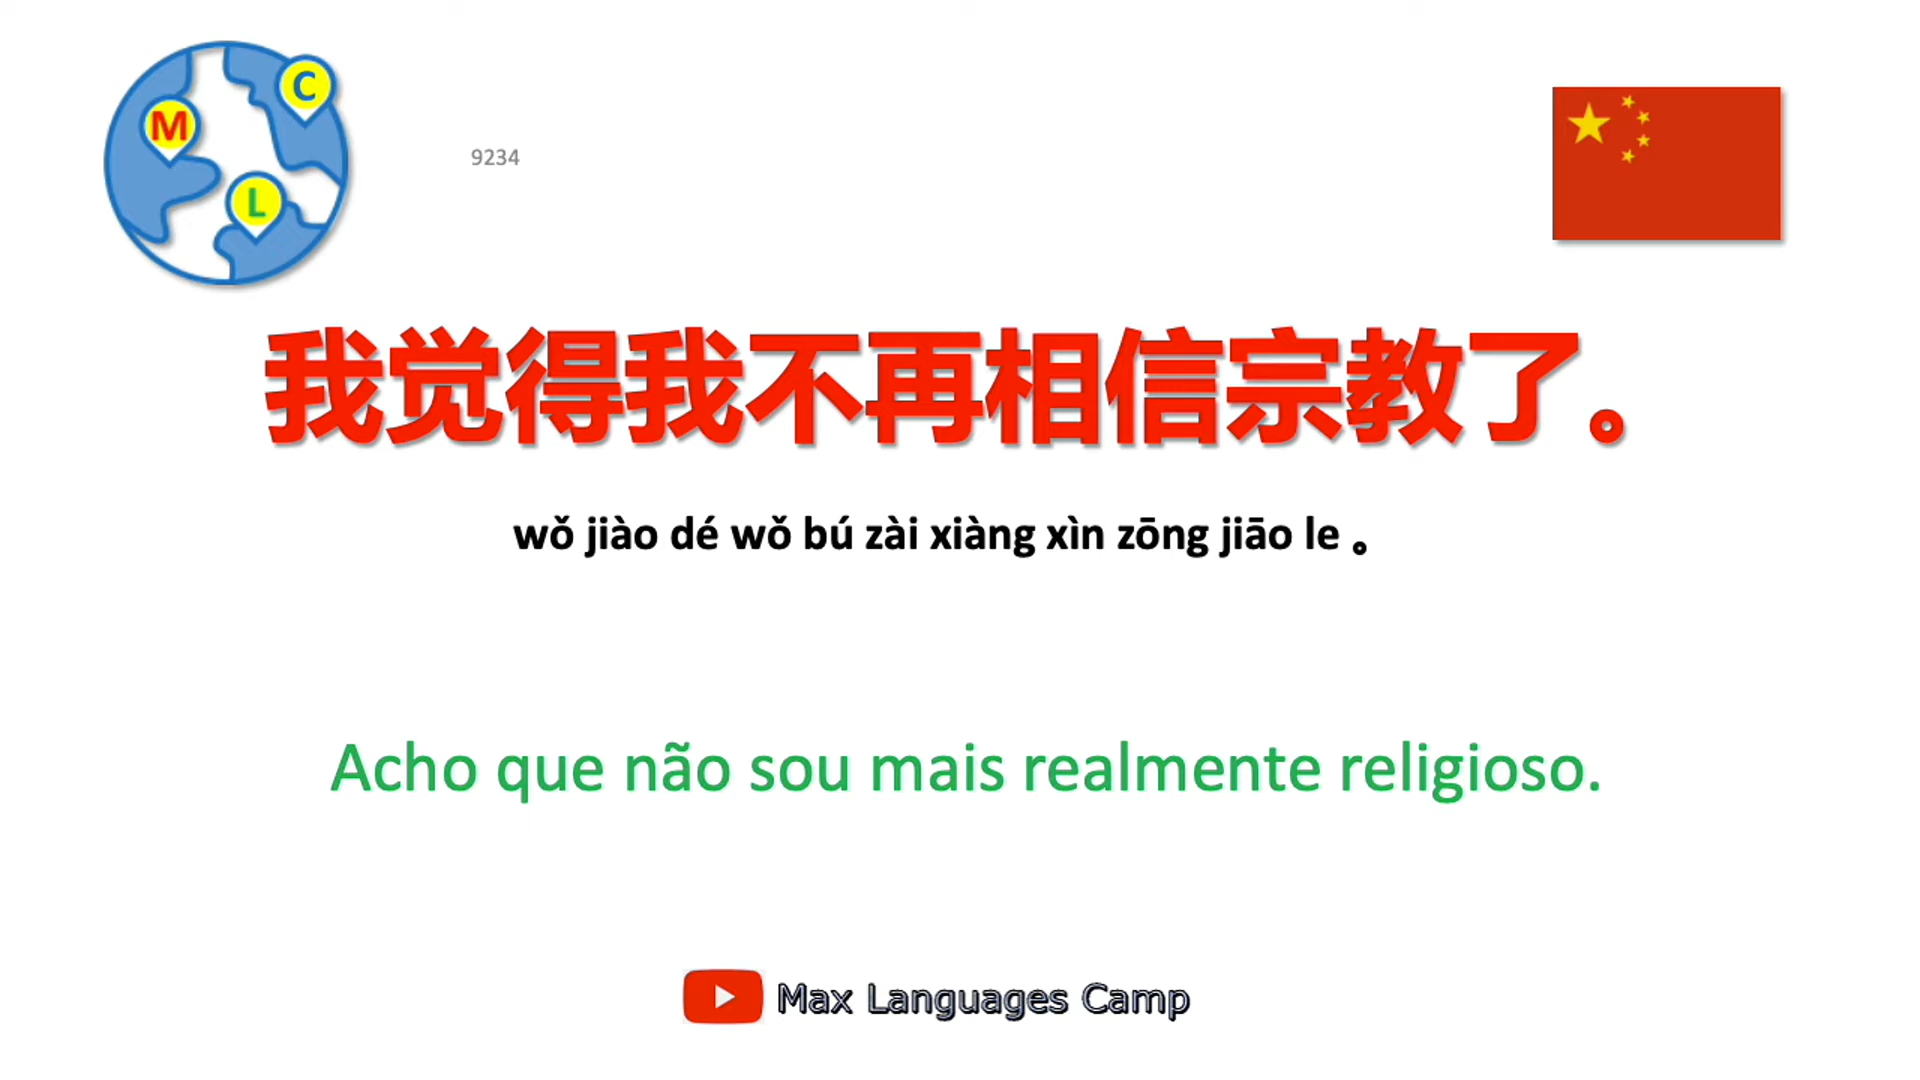 M
C
L
9234
我觉得我不再相信宗教了。
wǒ jiào dé wǒ bú zài xiàng xìn zōng jiāo le 。
Acho que não sou mais realmente religioso.
Max Languages Camp